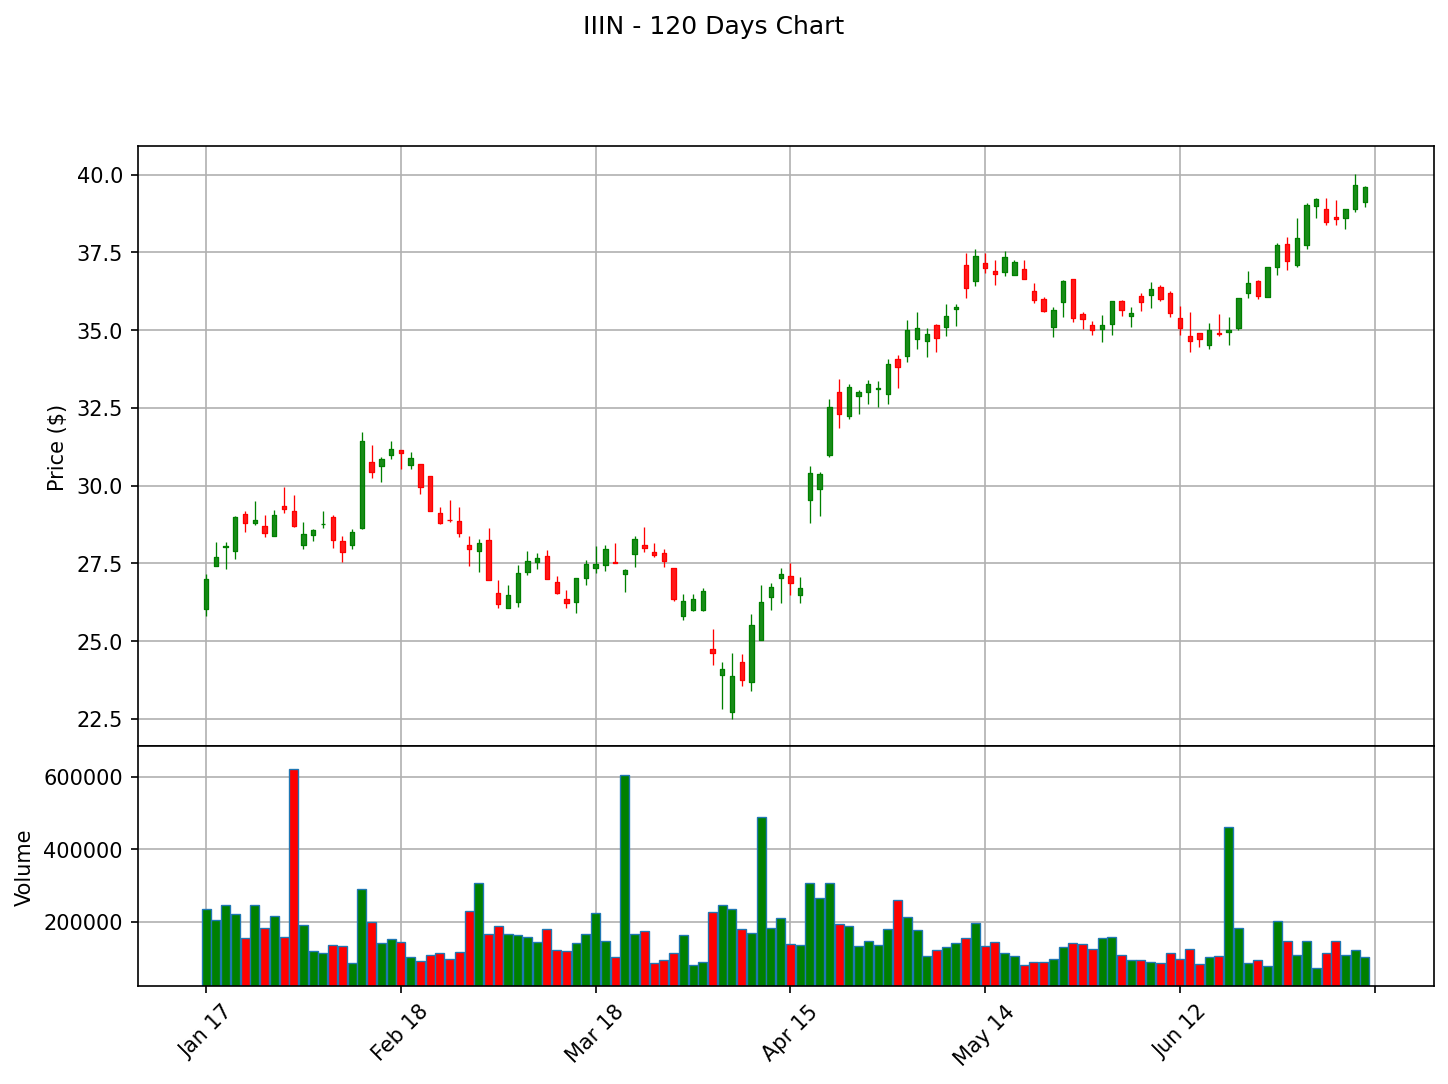 IIIN - 120 Days Chart
Price ($)
40.0
37.5
35.0
32.5
30.0
27.5
25.0
22.5
Volume
600000
400000
200000
Jan 17
Feb 18
Mar 18
Apr 15
May 14
Jun 12